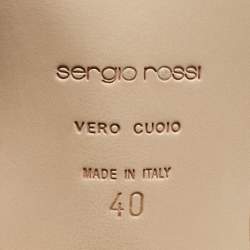 sergio rossi
VERO CUOIO
MADE IN ITALY
40